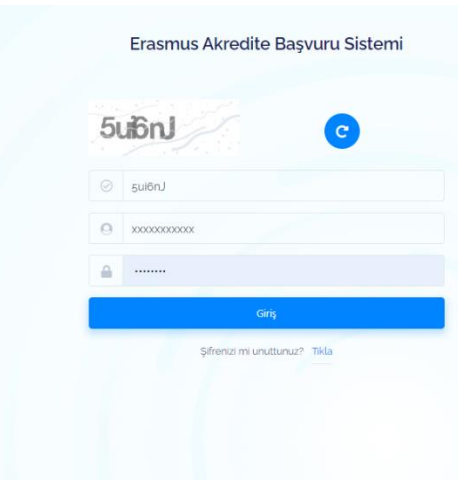 Erasmus Akredite Başvuru Sistemi
5ui6nJ
5ui6nJ
xxxxxxxxxxx
••••••••
Giriş
Şifrenizi mi unuttunuz? Tıkla